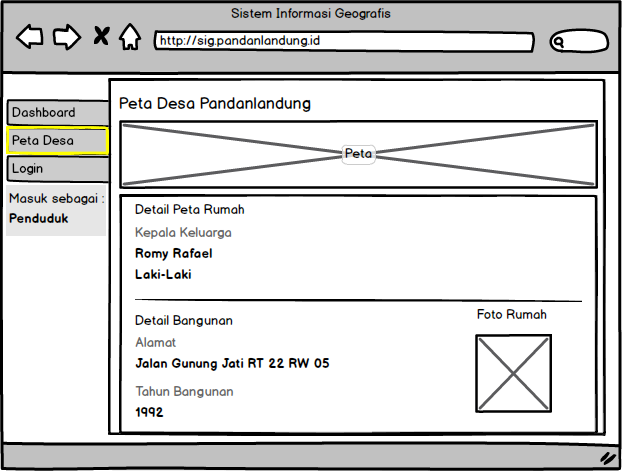 Sistem Informasi Geografis
http://sig.pandanlandung.id
Dashboard
Peta Desa
Login
Masuk sebagai :
Penduduk
Peta Desa Pandanlandung
Peta
Detail Peta Rumah
Kepala Keluarga
Romy Rafael
Laki-Laki
Detail Bangunan
Foto Rumah
Alamat
Jalan Gunung Jati RT 22 RW 05
Tahun Bangunan
1992